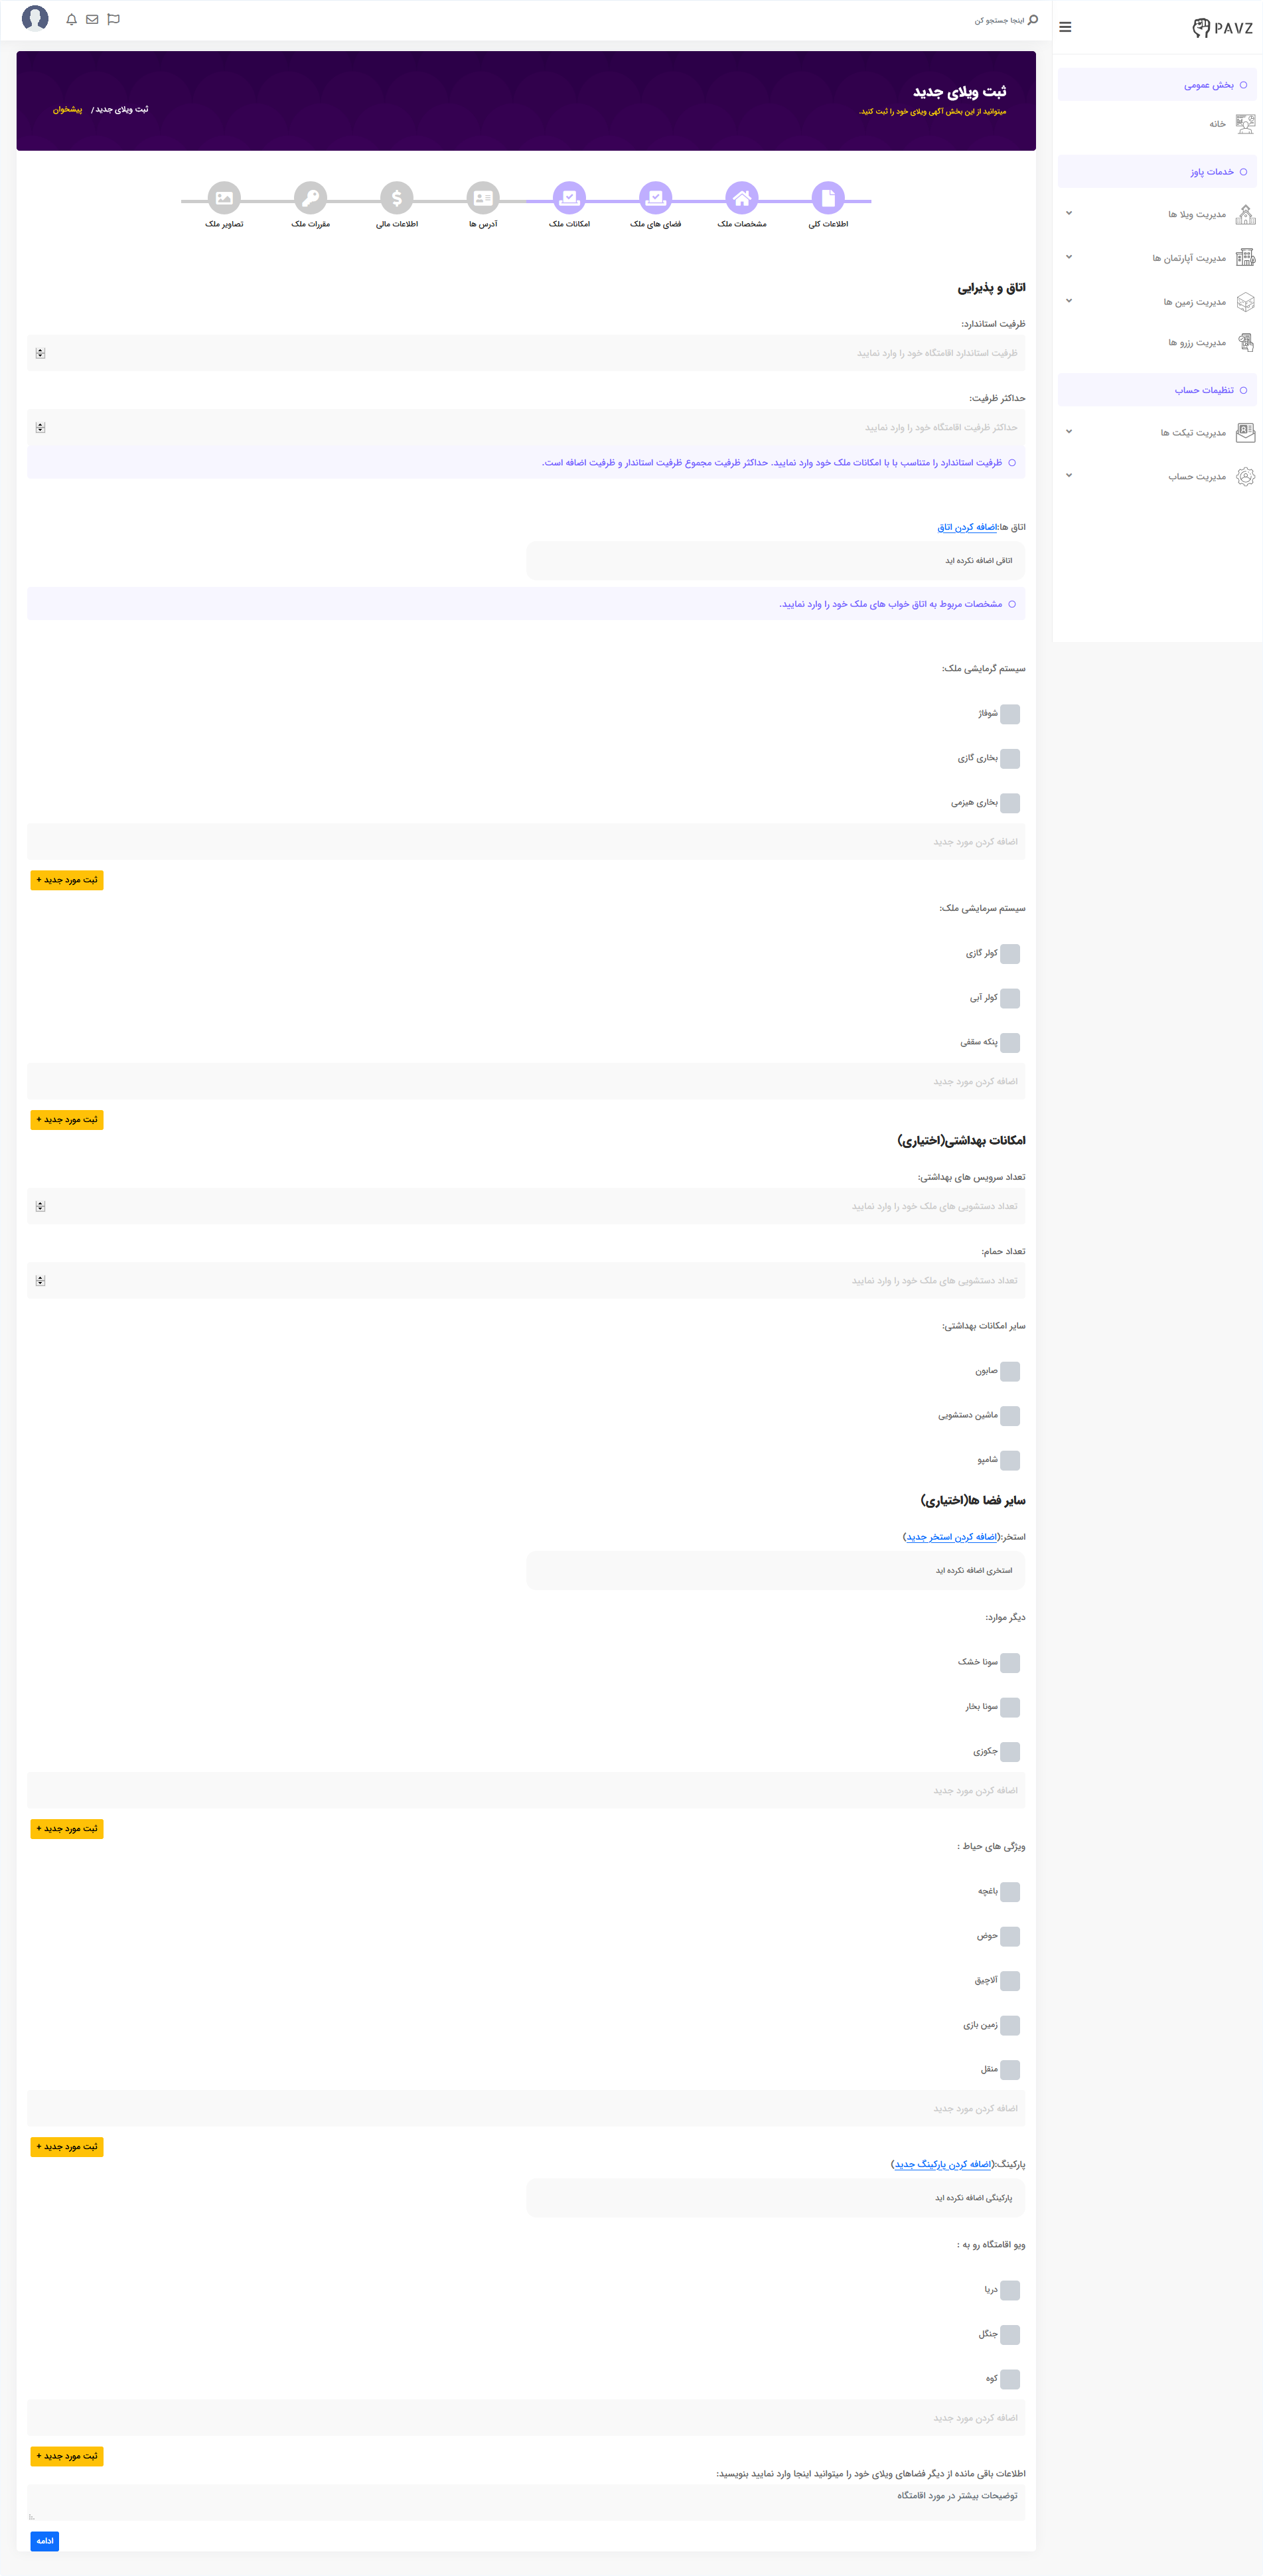 PAVZ
اینجا جستجو کن
بخش عمومی
خانه
خدمات پاوز
مدیریت ویلا ها
مدیریت آپارتمان ها
مدیریت زمین ها
مدیریت رزرو ها
تنظیمات حساب
مدیریت تیکت ها
مدیریت حساب
ثبت ویلای جدید
میتوانید از این بخش آگهی ویلای خود را ثبت کنید.
ثبت ویلای جدید / پیشخوان
اطلاعات کلی
مشخصات ملک
فضای های ملک
امکانات ملک
آدرس ها
اطلاعات مالی
مقررات ملک
تصاویر ملک
اتاق و پذیرایی
ظرفیت استاندارد:
ظرفیت استاندارد اقامتگاه خود را وارد نمایید
حداکثر ظرفیت:
حداکثر ظرفیت اقامتگاه خود را وارد نمایید
ظرفیت استاندارد را متناسب با با امکانات ملک خود وارد نمایید. حداکثر ظرفیت مجموع ظرفیت استاندار و ظرفیت اضافه است.
اتاق ها:اضافه کردن اتاق
اتاقی اضافه نکرده اید
مشخصات مربوط به اتاق خواب های ملک خود را وارد نمایید.
سیستم گرمایشی ملک:
شوفاژ
بخاری گازی
بخاری هیزمی
اضافه کردن مورد جدید
ثبت مورد جدید +
سیستم سرمایشی ملک:
کولر گازی
کولر آبی
پنکه سقفی
اضافه کردن مورد جدید
ثبت مورد جدید +
امکانات بهداشتی(اختیاری)
تعداد سرویس های بهداشتی:
تعداد دستشویی های ملک خود را وارد نمایید
تعداد حمام:
تعداد دستشویی های ملک خود را وارد نمایید
سایر امکانات بهداشتی:
صابون
ماشین دستشویی
شامپو
سایر فضا ها(اختیاری)
استخر:(اضافه کردن استخر جدید)
استخری اضافه نکرده اید
دیگر موارد:
سونا خشک
سونا بخار
جکوزی
اضافه کردن مورد جدید
ثبت مورد جدید +
ویژگی های حیاط :
باغچه
حوض
آلاچیق
زمین بازی
منقل
اضافه کردن مورد جدید
ثبت مورد جدید +
پارکینگ:(اضافه کردن پارکینگ جدید)
پارکینگی اضافه نکرده اید
ویو اقامتگاه رو به :
دریا
جنگل
کوه
اضافه کردن مورد جدید
ثبت مورد جدید +
اطلاعات باقی مانده از دیگر فضاهای ویلای خود را میتوانید اینجا وارد نمایید بنویسید:
توضیحات بیشتر در مورد اقامتگاه
ادامه